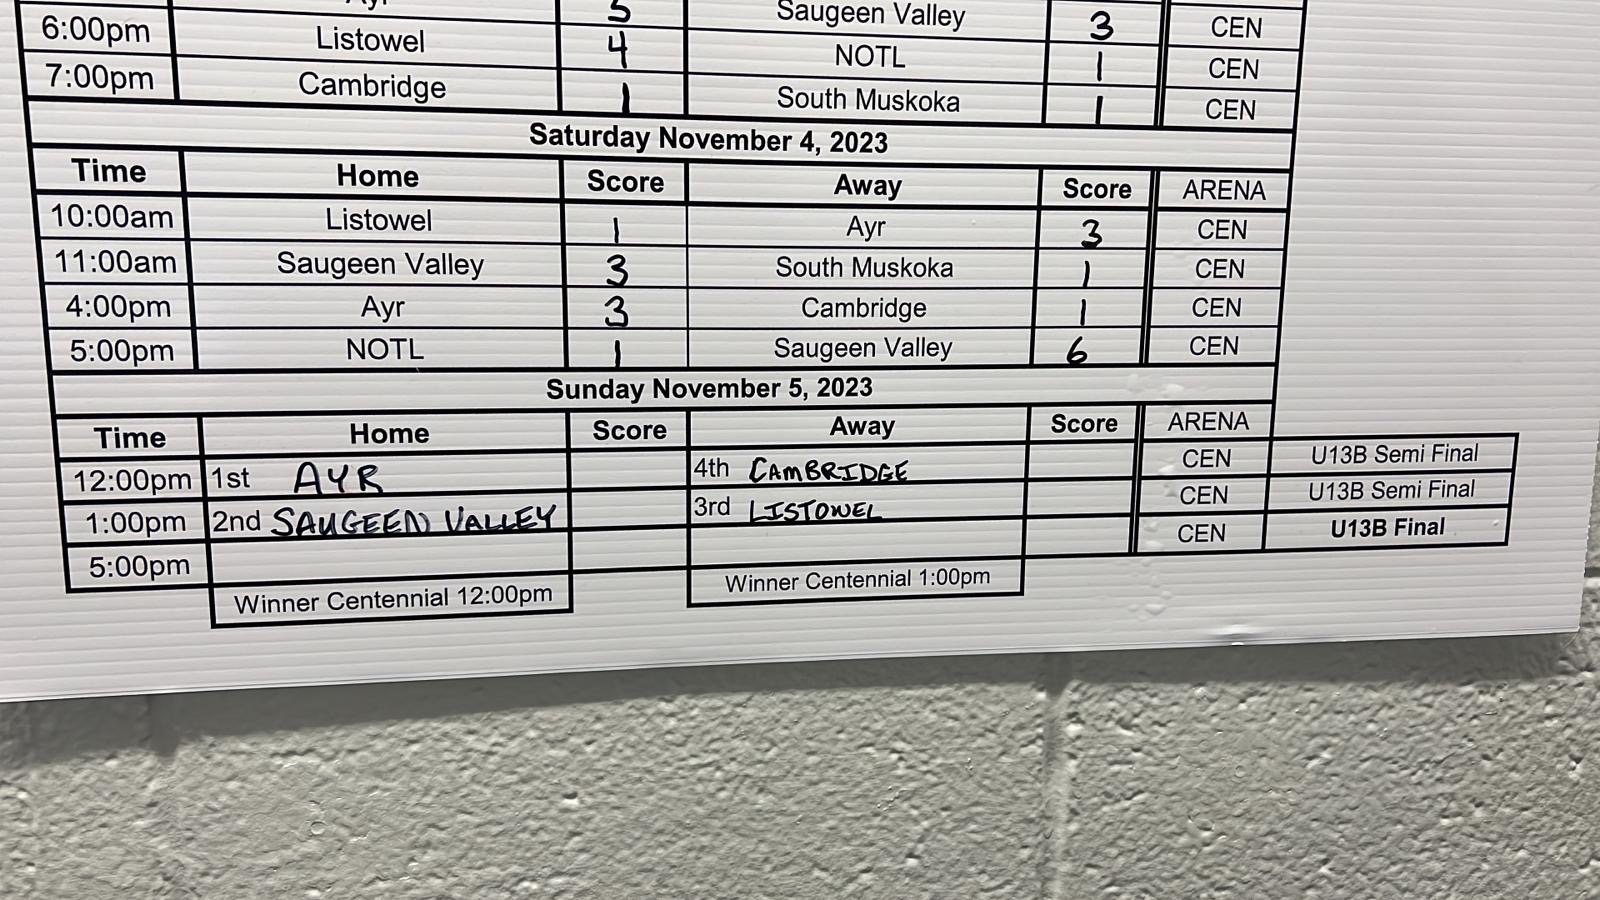 Ayr 5 Saugeen Valley 3 CEN
6:00pm Listowel 4 NOTL 1 CEN
7:00pm Cambridge 1 South Muskoka 1 CEN
Saturday November 4, 2023
Time Home Score Away Score ARENA
10:00am Listowel 1 Ayr 3 CEN
11:00am Saugeen Valley 3 South Muskoka 1 CEN
4:00pm Ayr 3 Cambridge 1 CEN
5:00pm NOTL 1 Saugeen Valley 6 CEN
Sunday November 5, 2023
Time Home Score Away Score ARENA
12:00pm 1st AYR 4th CAMBRIDGE CEN U13B Semi Final
1:00pm 2nd SAUGEEN VALLEY 3rd LISTOWEL CEN U13B Semi Final
5:00pm CEN U13B Final
Winner Centennial 12:00pm Winner Centennial 1:00pm